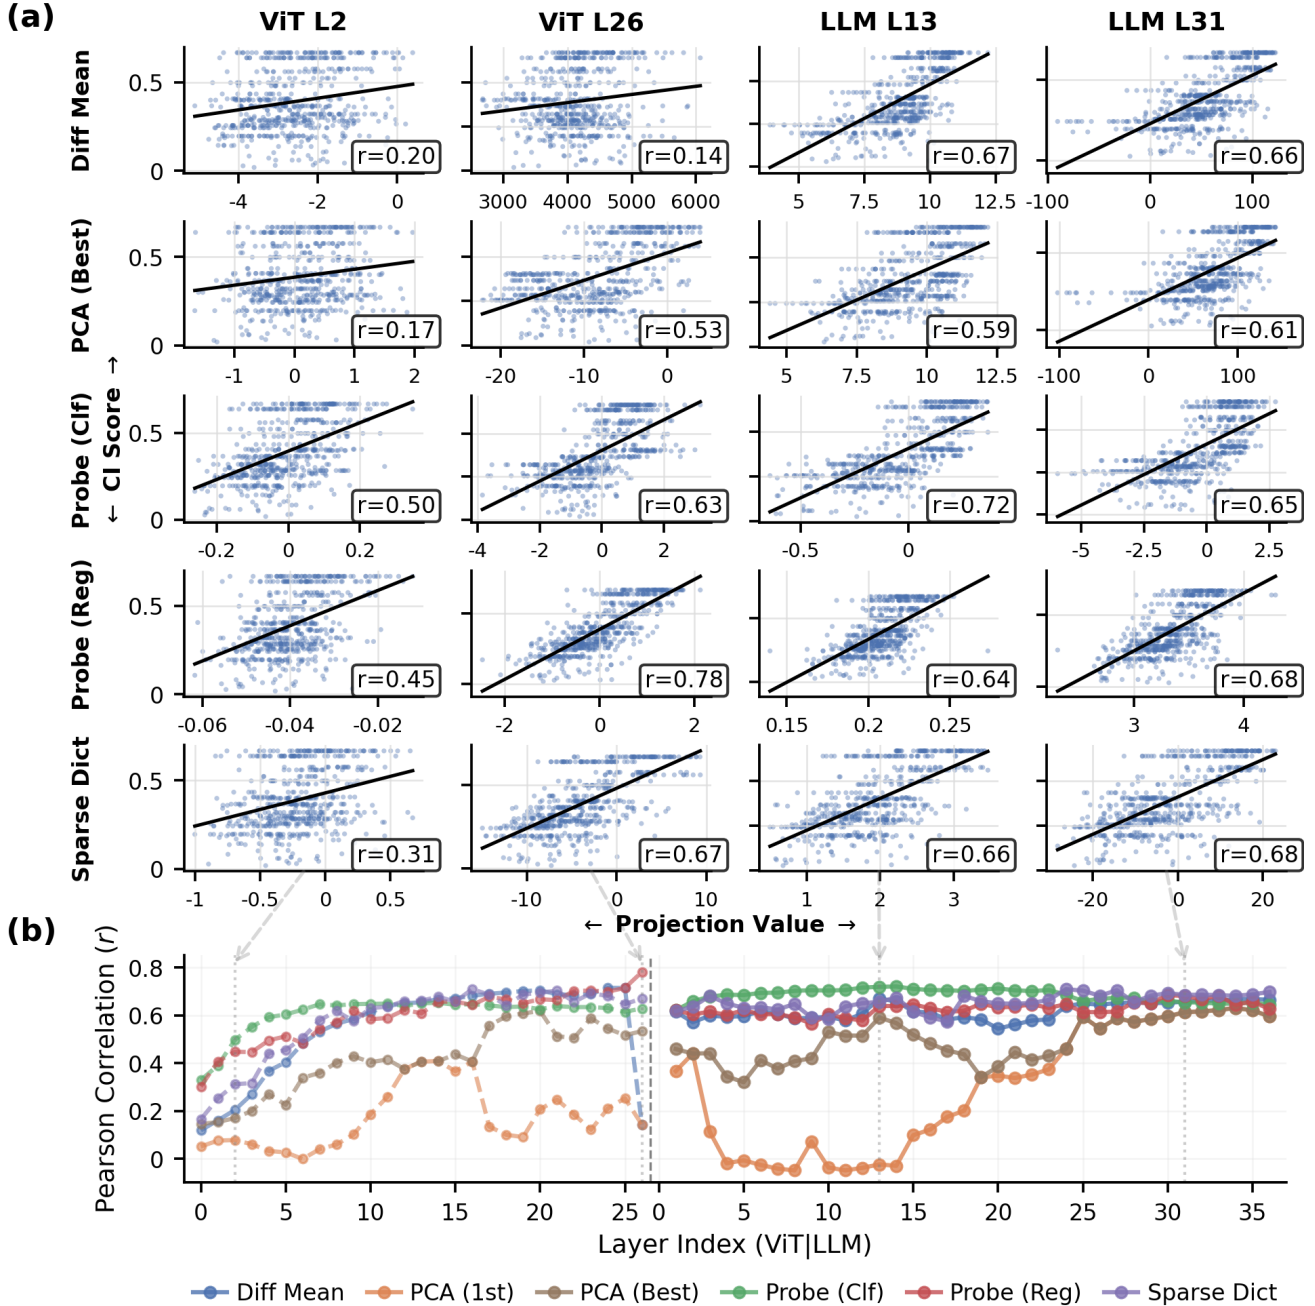 (a)
ViT L2 ViT L26 LLM L13 LLM L31
Diff Mean
0.5
0
r=0.20 r=0.14 r=0.67 r=0.66
-4 -2 0 3000 4000 5000 6000 5 7.5 10 12.5 -100 0 100
PCA (Best)
0.5
0
r=0.17 r=0.53 r=0.59 r=0.61
-1 0 1 2 -20 -10 0 5 7.5 10 12.5 -100 0 100
← CI Score →
Probe (Clf)
0.5
0
r=0.50 r=0.63 r=0.72 r=0.65
-0.2 0 0.2 -4 -2 0 2 -0.5 0 -5 -2.5 0 2.5
Probe (Reg)
0.5
0
r=0.45 r=0.78 r=0.64 r=0.68
-0.06 -0.04 -0.02 -2 0 2 0.15 0.2 0.25 3 4
Sparse Dict
0.5
0
r=0.31 r=0.67 r=0.66 r=0.68
-1 -0.5 0 0.5 -10 0 10 1 2 3 -20 0 20
← Projection Value →
(b)
Pearson Correlation (r)
0.8
0.6
0.4
0.2
0
0 5 10 15 20 25 0 5 10 15 20 25 30 35
Layer Index (ViT|LLM)
Diff Mean PCA (1st) PCA (Best) Probe (Clf) Probe (Reg) Sparse Dict